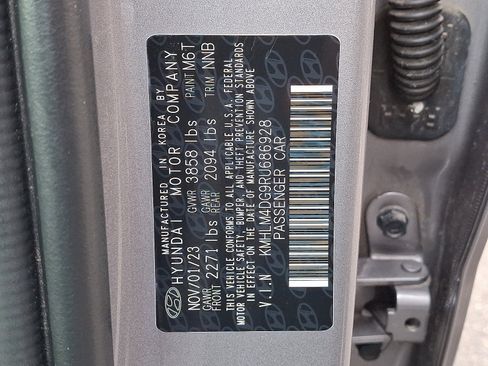 MANUFACTURED IN KOREA BY
HYUNDAI MOTOR COMPANY
NOV/01/23 GVWR 3858 lbs PAINT M6T
GAWR FRONT 2271 lbs GAWR REAR 2094 lbs TRIM NNB
THIS VEHICLE CONFORMS TO ALL APPLICABLE U.S.A. FEDERAL
MOTOR VEHICLE SAFETY, BUMPER, AND THEFT PREVENTION STANDARDS
IN EFFECT ON THE DATE OF MANUFACTURE SHOWN ABOVE
V.I.N KMHLM4DG9RU686928
PASSENGER CAR